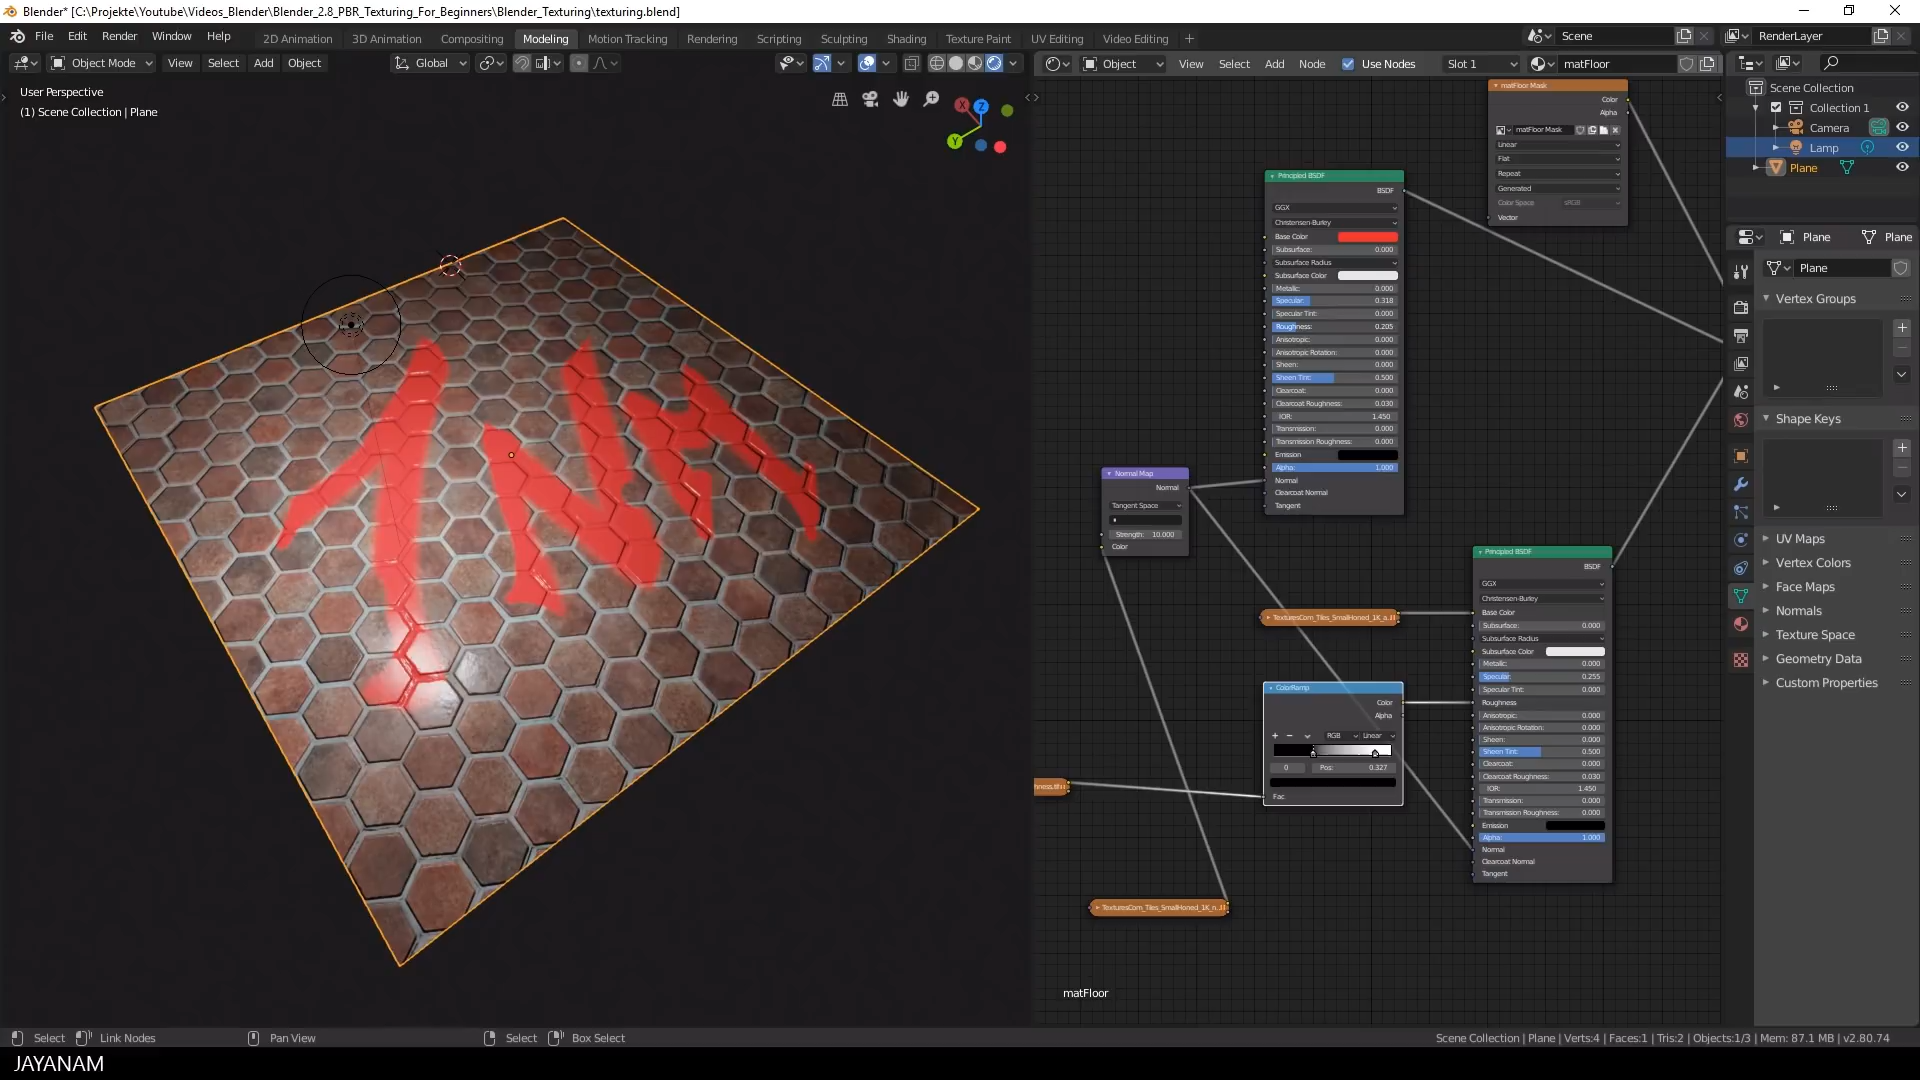 Blender* [C:\Projekte\Youtube\Videos_Blender\Blender_2.8_PBR_Texturing_For_Beginners\Blender_Texturing\texturing.blend]
File Edit Render Window Help 2D Animation 3D Animation Compositing Modeling Motion Tracking Rendering Scripting Sculpting Shading Texture Paint UV Editing Video Editing + Scene RenderLayer
Object Mode View Select Add Object Global Object View Select Add Node Use Nodes Slot 1 matFloor
User Perspective
(1) Scene Collection | Plane
X Z Y
matFloor Mask
Color
Alpha
matFloor Mask
Linear
Flat
Repeat
Generated
Color Space sRGB
Vector
Principled BSDF
BSDF
GGX
Christensen-Burley
Base Color
Subsurface: 0.000
Subsurface Radius
Subsurface Color
Metallic: 0.000
Specular: 0.318
Specular Tint: 0.000
Roughness: 0.205
Anisotropic: 0.000
Anisotropic Rotation: 0.000
Sheen: 0.000
Sheen Tint: 0.500
Clearcoat: 0.000
Clearcoat Roughness: 0.030
IOR: 1.450
Transmission: 0.000
Transmission Roughness: 0.000
Emission
Alpha: 1.000
Normal
Clearcoat Normal
Tangent
Normal Map
Normal
Tangent Space
Strength: 10.000
Color
TexturesCom_Tiles_SmallHoned_1K_a..
ColorRamp
Color
Alpha
+ − RGB Linear
0 Pos: 0.327
Fac
TexturesCom_Tiles_SmallHoned_1K_n..
Principled BSDF
BSDF
GGX
Christensen-Burley
Base Color
Subsurface: 0.000
Subsurface Radius
Subsurface Color
Metallic: 0.000
Specular: 0.255
Specular Tint: 0.000
Roughness
Anisotropic: 0.000
Anisotropic Rotation: 0.000
Sheen: 0.000
Sheen Tint: 0.500
Clearcoat: 0.000
Clearcoat Roughness: 0.030
IOR: 1.450
Transmission: 0.000
Transmission Roughness: 0.000
Emission
Alpha: 1.000
Normal
Clearcoat Normal
Tangent
matFloor
Scene Collection
Collection 1
Camera
Lamp
Plane
Plane Plane
Plane
Vertex Groups
Shape Keys
UV Maps
Vertex Colors
Face Maps
Normals
Texture Space
Geometry Data
Custom Properties
Select Link Nodes Pan View Select Box Select Scene Collection | Plane | Verts:4 | Faces:1 | Tris:2 | Objects:1/3 | Mem: 87.1 MB | v2.80.74
JAYANAM